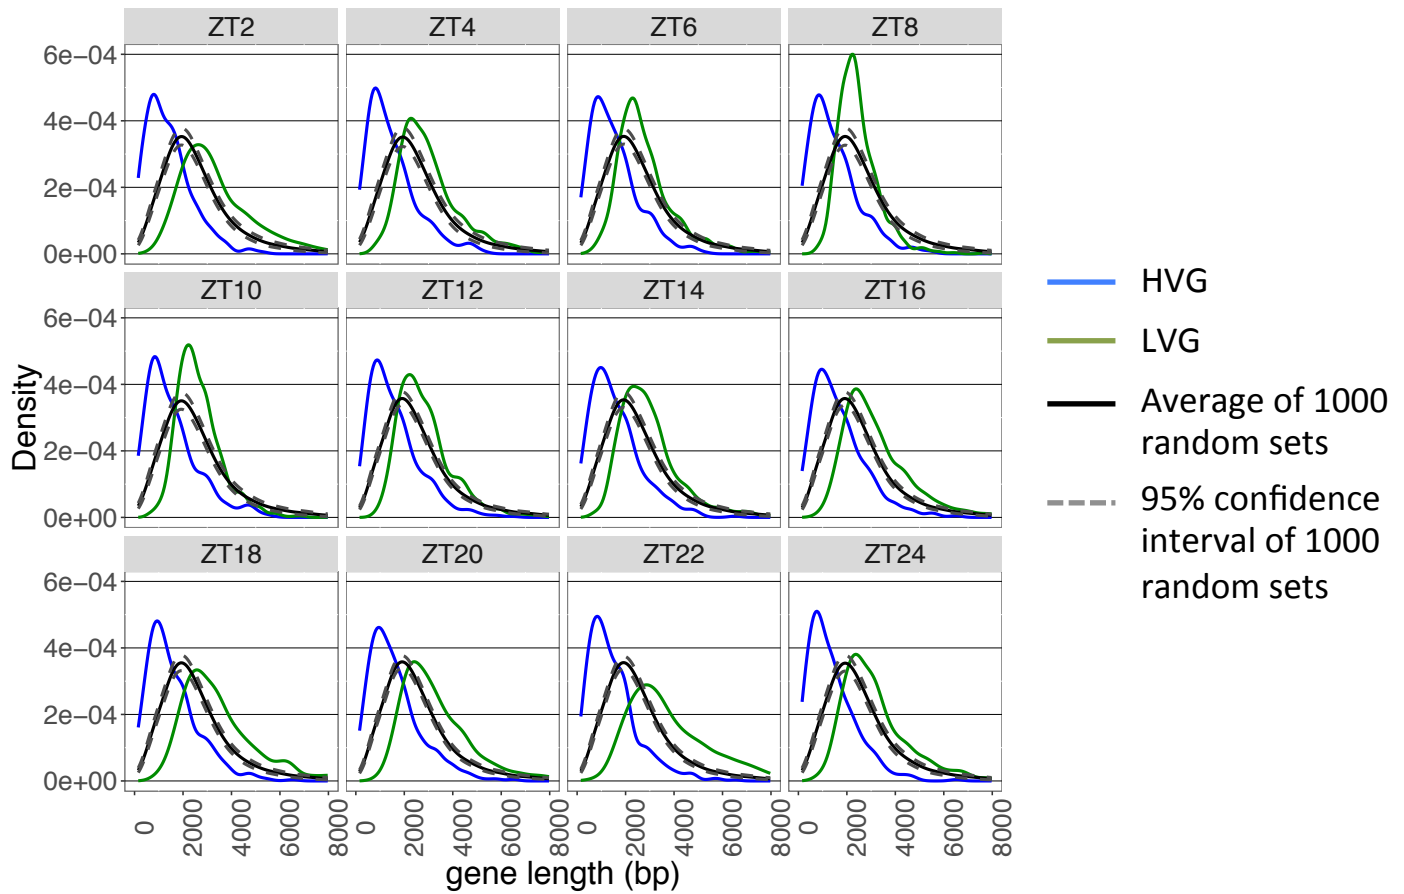 ZT2 ZT4 ZT6 ZT8
6e−04
4e−04
2e−04
0e+00
ZT10 ZT12 ZT14 ZT16
6e−04
4e−04
2e−04
0e+00
ZT18 ZT20 ZT22 ZT24
6e−04
4e−04
2e−04
0e+00
Density
0 2000 4000 6000 8000 0 2000 4000 6000 8000 0 2000 4000 6000 8000 0 2000 4000 6000 8000
gene length (bp)
HVG
LVG
Average of 1000
random sets
95% confidence
interval of 1000
random sets